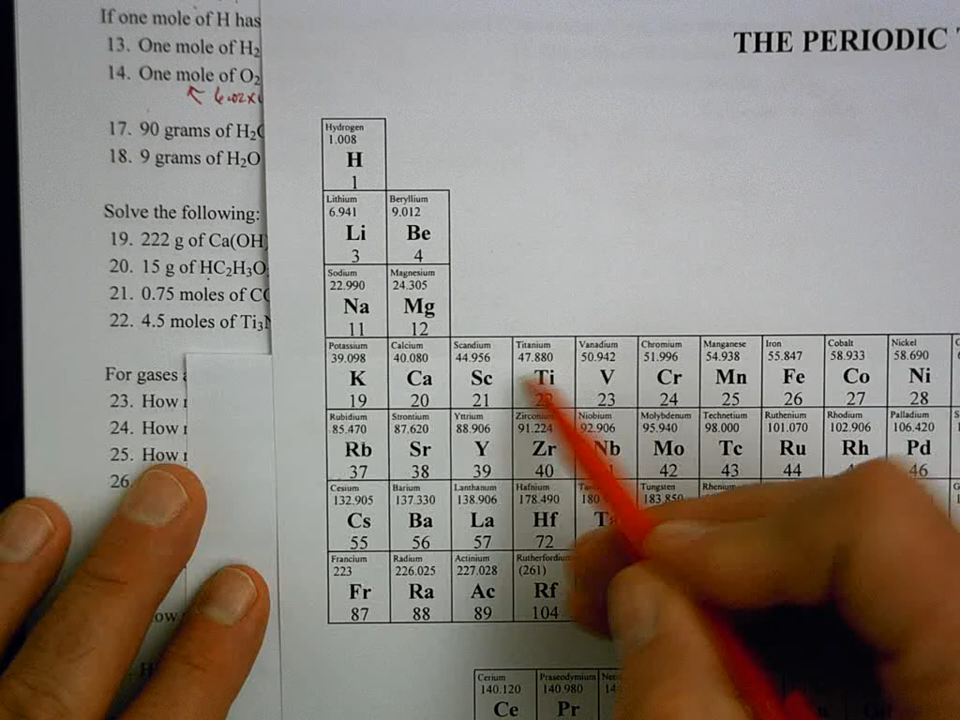 If one mole of H has
13. One mole of H₂
14. One mole of O₂
6.02x
17. 90 grams of H₂O
18. 9 grams of H₂O
Solve the following:
19. 222 g of Ca(OH
20. 15 g of HC₂H₃O
21. 0.75 moles of CO
22. 4.5 moles of Ti₃N
For gases
23. How
24. How
25. How
26.
THE PERIODIC
Hydrogen
1.008
H
1
Lithium Beryllium
6.941 9.012
Li Be
3 4
Sodium Magnesium
22.990 24.305
Na Mg
11 12
Potassium Calcium Scandium Titanium Vanadium Chromium Manganese Iron Cobalt Nickel
39.098 40.080 44.956 47.880 50.942 51.996 54.938 55.847 58.933 58.690
K Ca Sc Ti V Cr Mn Fe Co Ni
19 20 21 22 23 24 25 26 27 28
Rubidium Strontium Yttrium Zirconium Niobium Molybdenum Technetium Ruthenium Rhodium Palladium
85.470 87.620 88.906 91.224 92.906 95.940 98.000 101.070 102.906 106.420
Rb Sr Y Zr Nb Mo Tc Ru Rh Pd
37 38 39 40 42 43 44 46
Cesium Barium Lanthanum Hafnium Tungsten Rhenium
132.905 137.330 138.906 178.490 180 183.850
Cs Ba La Hf
55 56 57 72
Francium Radium Actinium Rutherfordium
223 226.025 227.028 (261)
Fr Ra Ac Rf
87 88 89 104
Cerium Praseodymium
140.120 140.980 14
Ce Pr